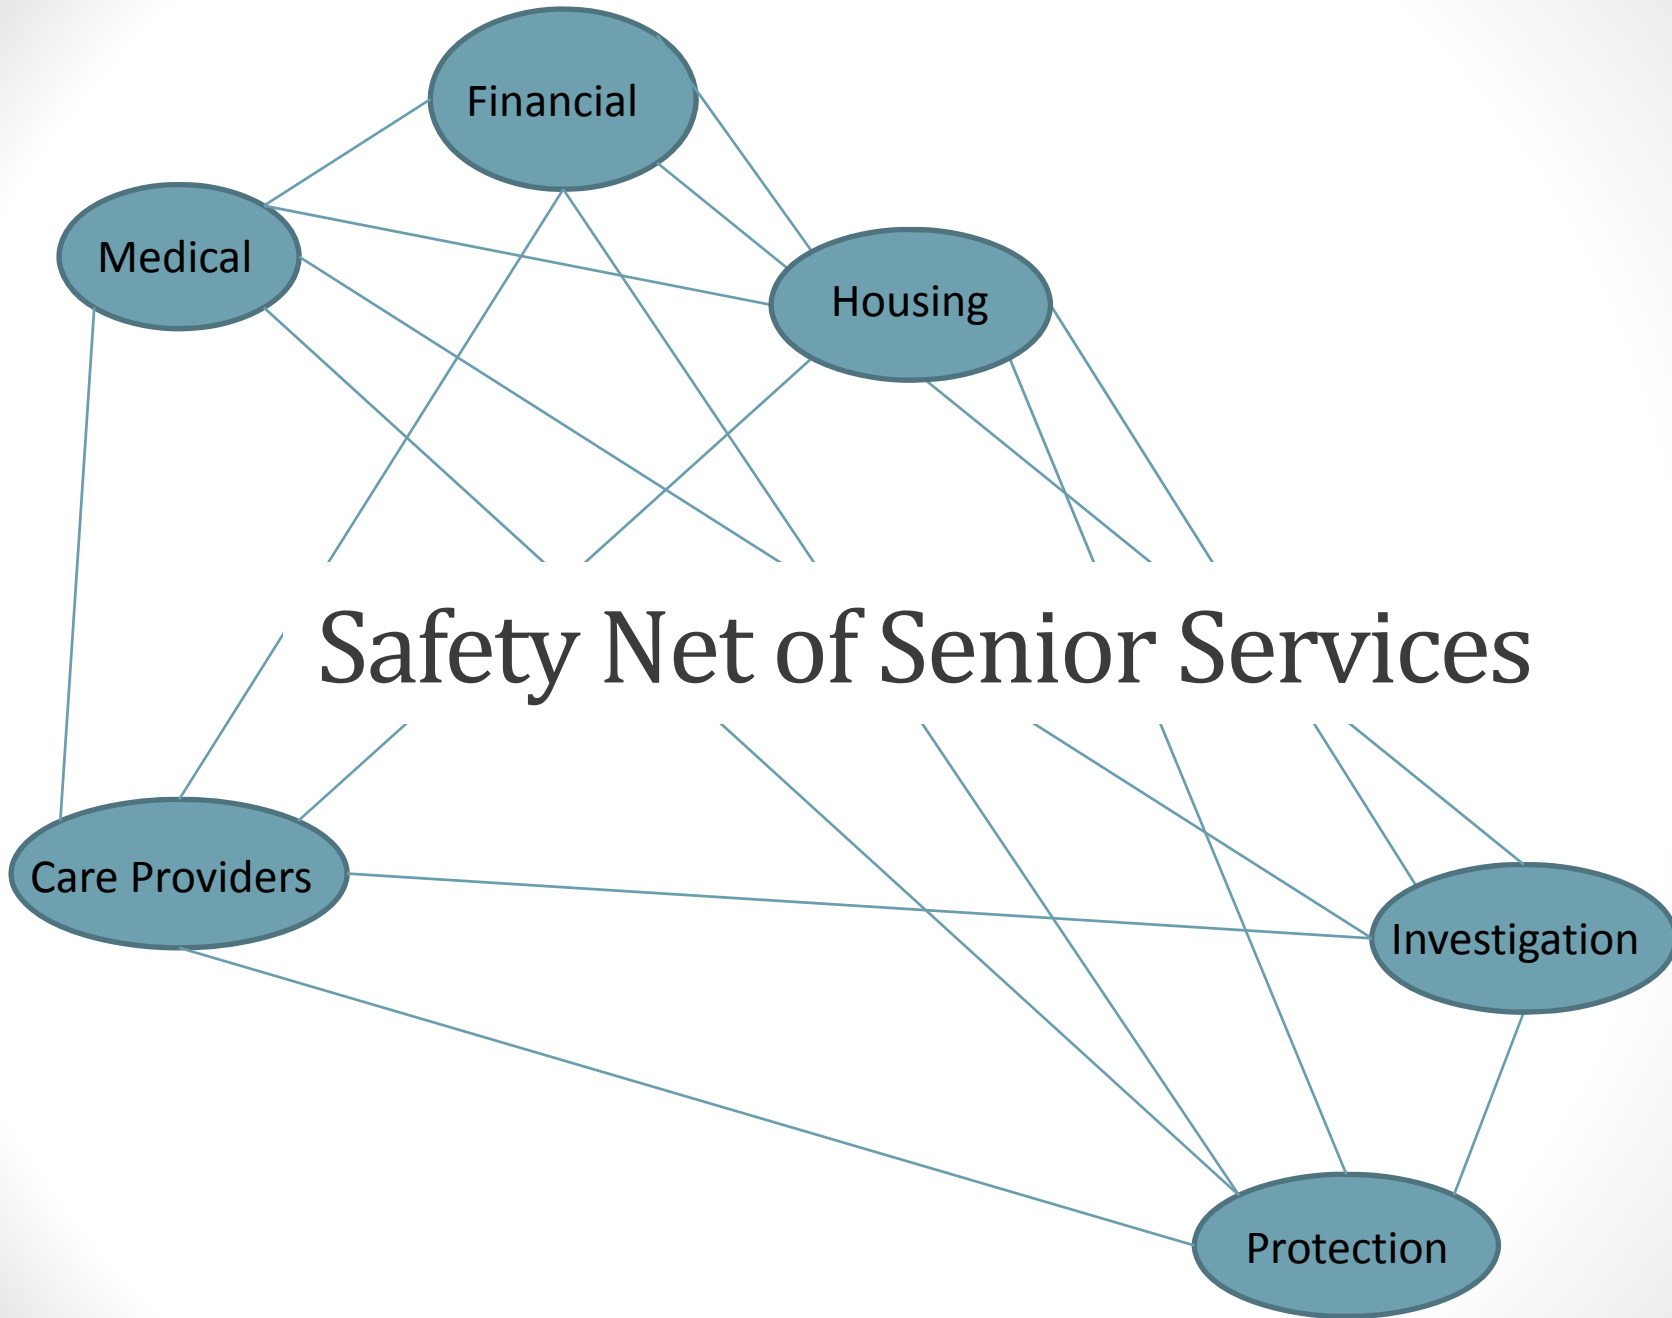 Financial
Medical
Housing
Safety Net of Senior Services
Care Providers
Investigation
Protection